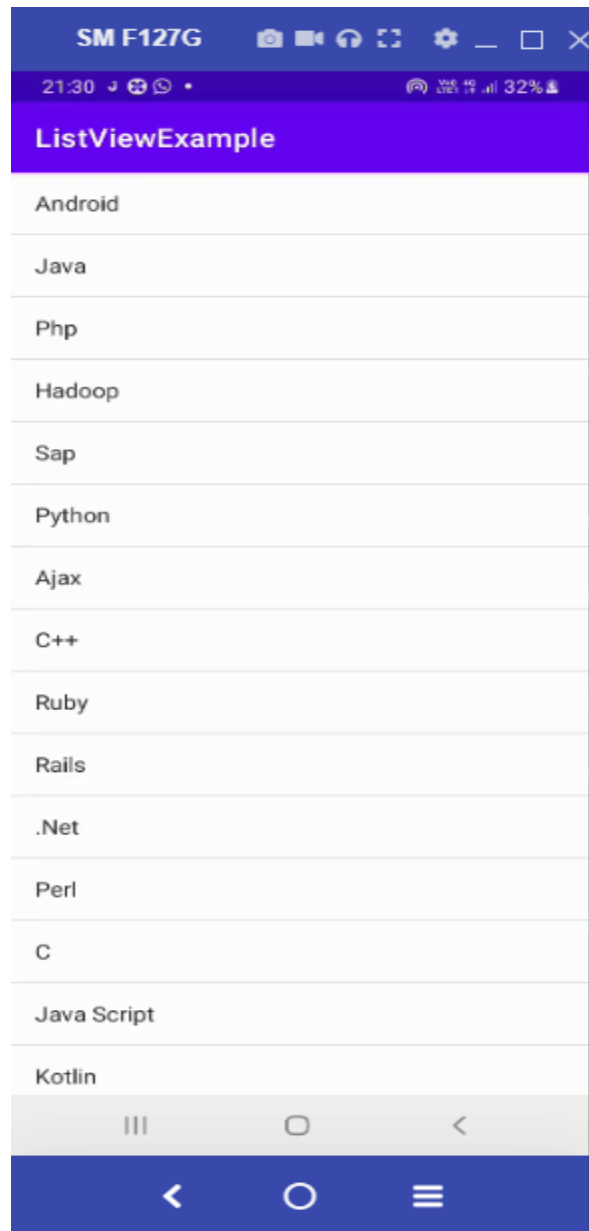 SM F127G
21:30 32%
ListViewExample
Android
Java
Php
Hadoop
Sap
Python
Ajax
C++
Ruby
Rails
.Net
Perl
C
Java Script
Kotlin